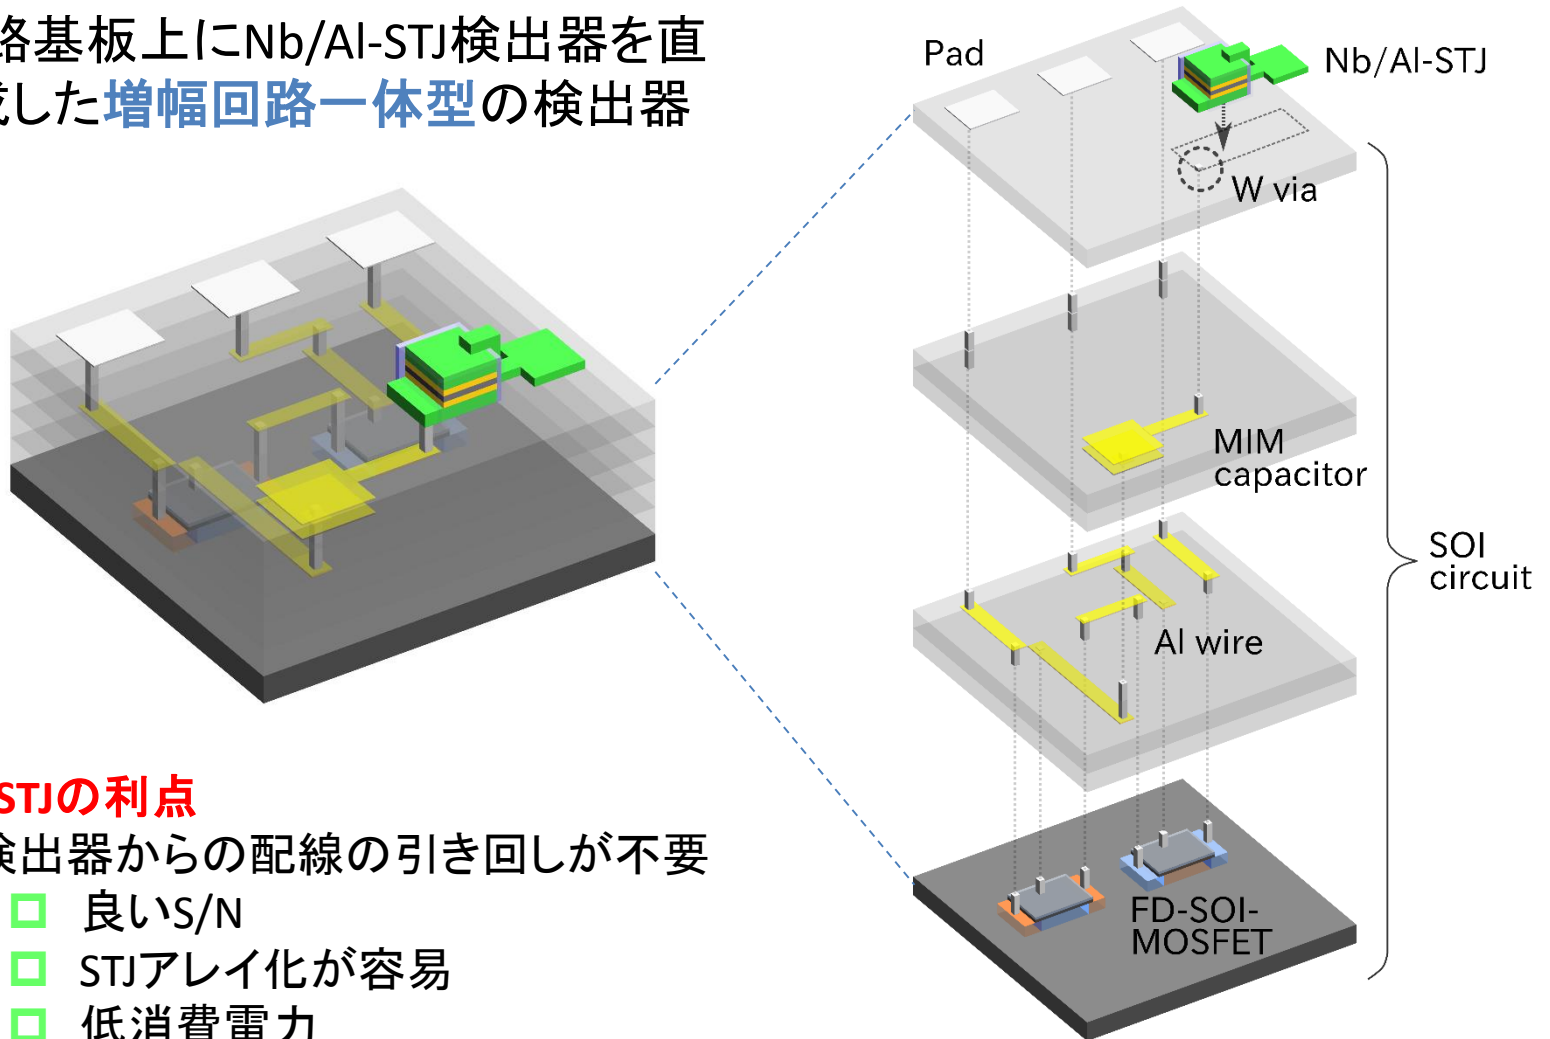 路基板上にNb/Al-STJ検出器を直
成した増幅回路一体型の検出器
Pad
Nb/Al-STJ
W via
MIM
capacitor
SOI
circuit
Al wire
FD-SOI-
MOSFET
STJの利点
検出器からの配線の引き回しが不要
良いS/N
STJアレイ化が容易
低消費電力